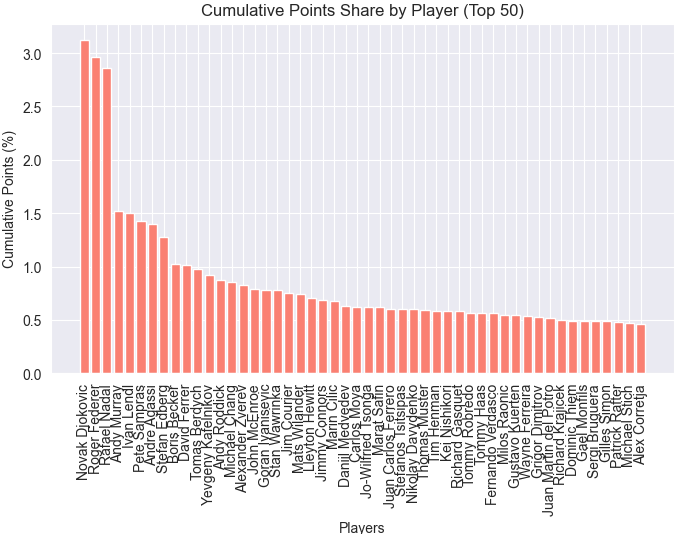 Cumulative Points Share by Player (Top 50)
Cumulative Points (%)
3.0
2.5
2.0
1.5
1.0
0.5
0.0
Novak Djokovic
Roger Federer
Rafael Nadal
Andy Murray
Ivan Lendl
Pete Sampras
Andre Agassi
Stefan Edberg
Boris Becker
David Ferrer
Tomas Berdych
Yevgeny Kafelnikov
Andy Roddick
Michael Chang
Alexander Zverev
John McEnroe
Goran Ivanisevic
Stan Wawrinka
Jim Courier
Mats Wilander
Lleyton Hewitt
Jimmy Connors
Marin Cilic
Daniil Medvedev
Carlos Moya
Jo-Wilfried Tsonga
Marat Safin
Juan Carlos Ferrero
Stefanos Tsitsipas
Nikolay Davydenko
Thomas Muster
Tim Henman
Kei Nishikori
Richard Gasquet
Tommy Robredo
Tommy Haas
Fernando Verdasco
Milos Raonic
Gustavo Kuerten
Wayne Ferreira
Grigor Dimitrov
Juan Martin Del Potro
Richard Krajicek
Dominic Thiem
Gael Monfils
Sergi Bruguera
Gilles Simon
Patrick Rafter
Michael Stich
Alex Corretja
Players